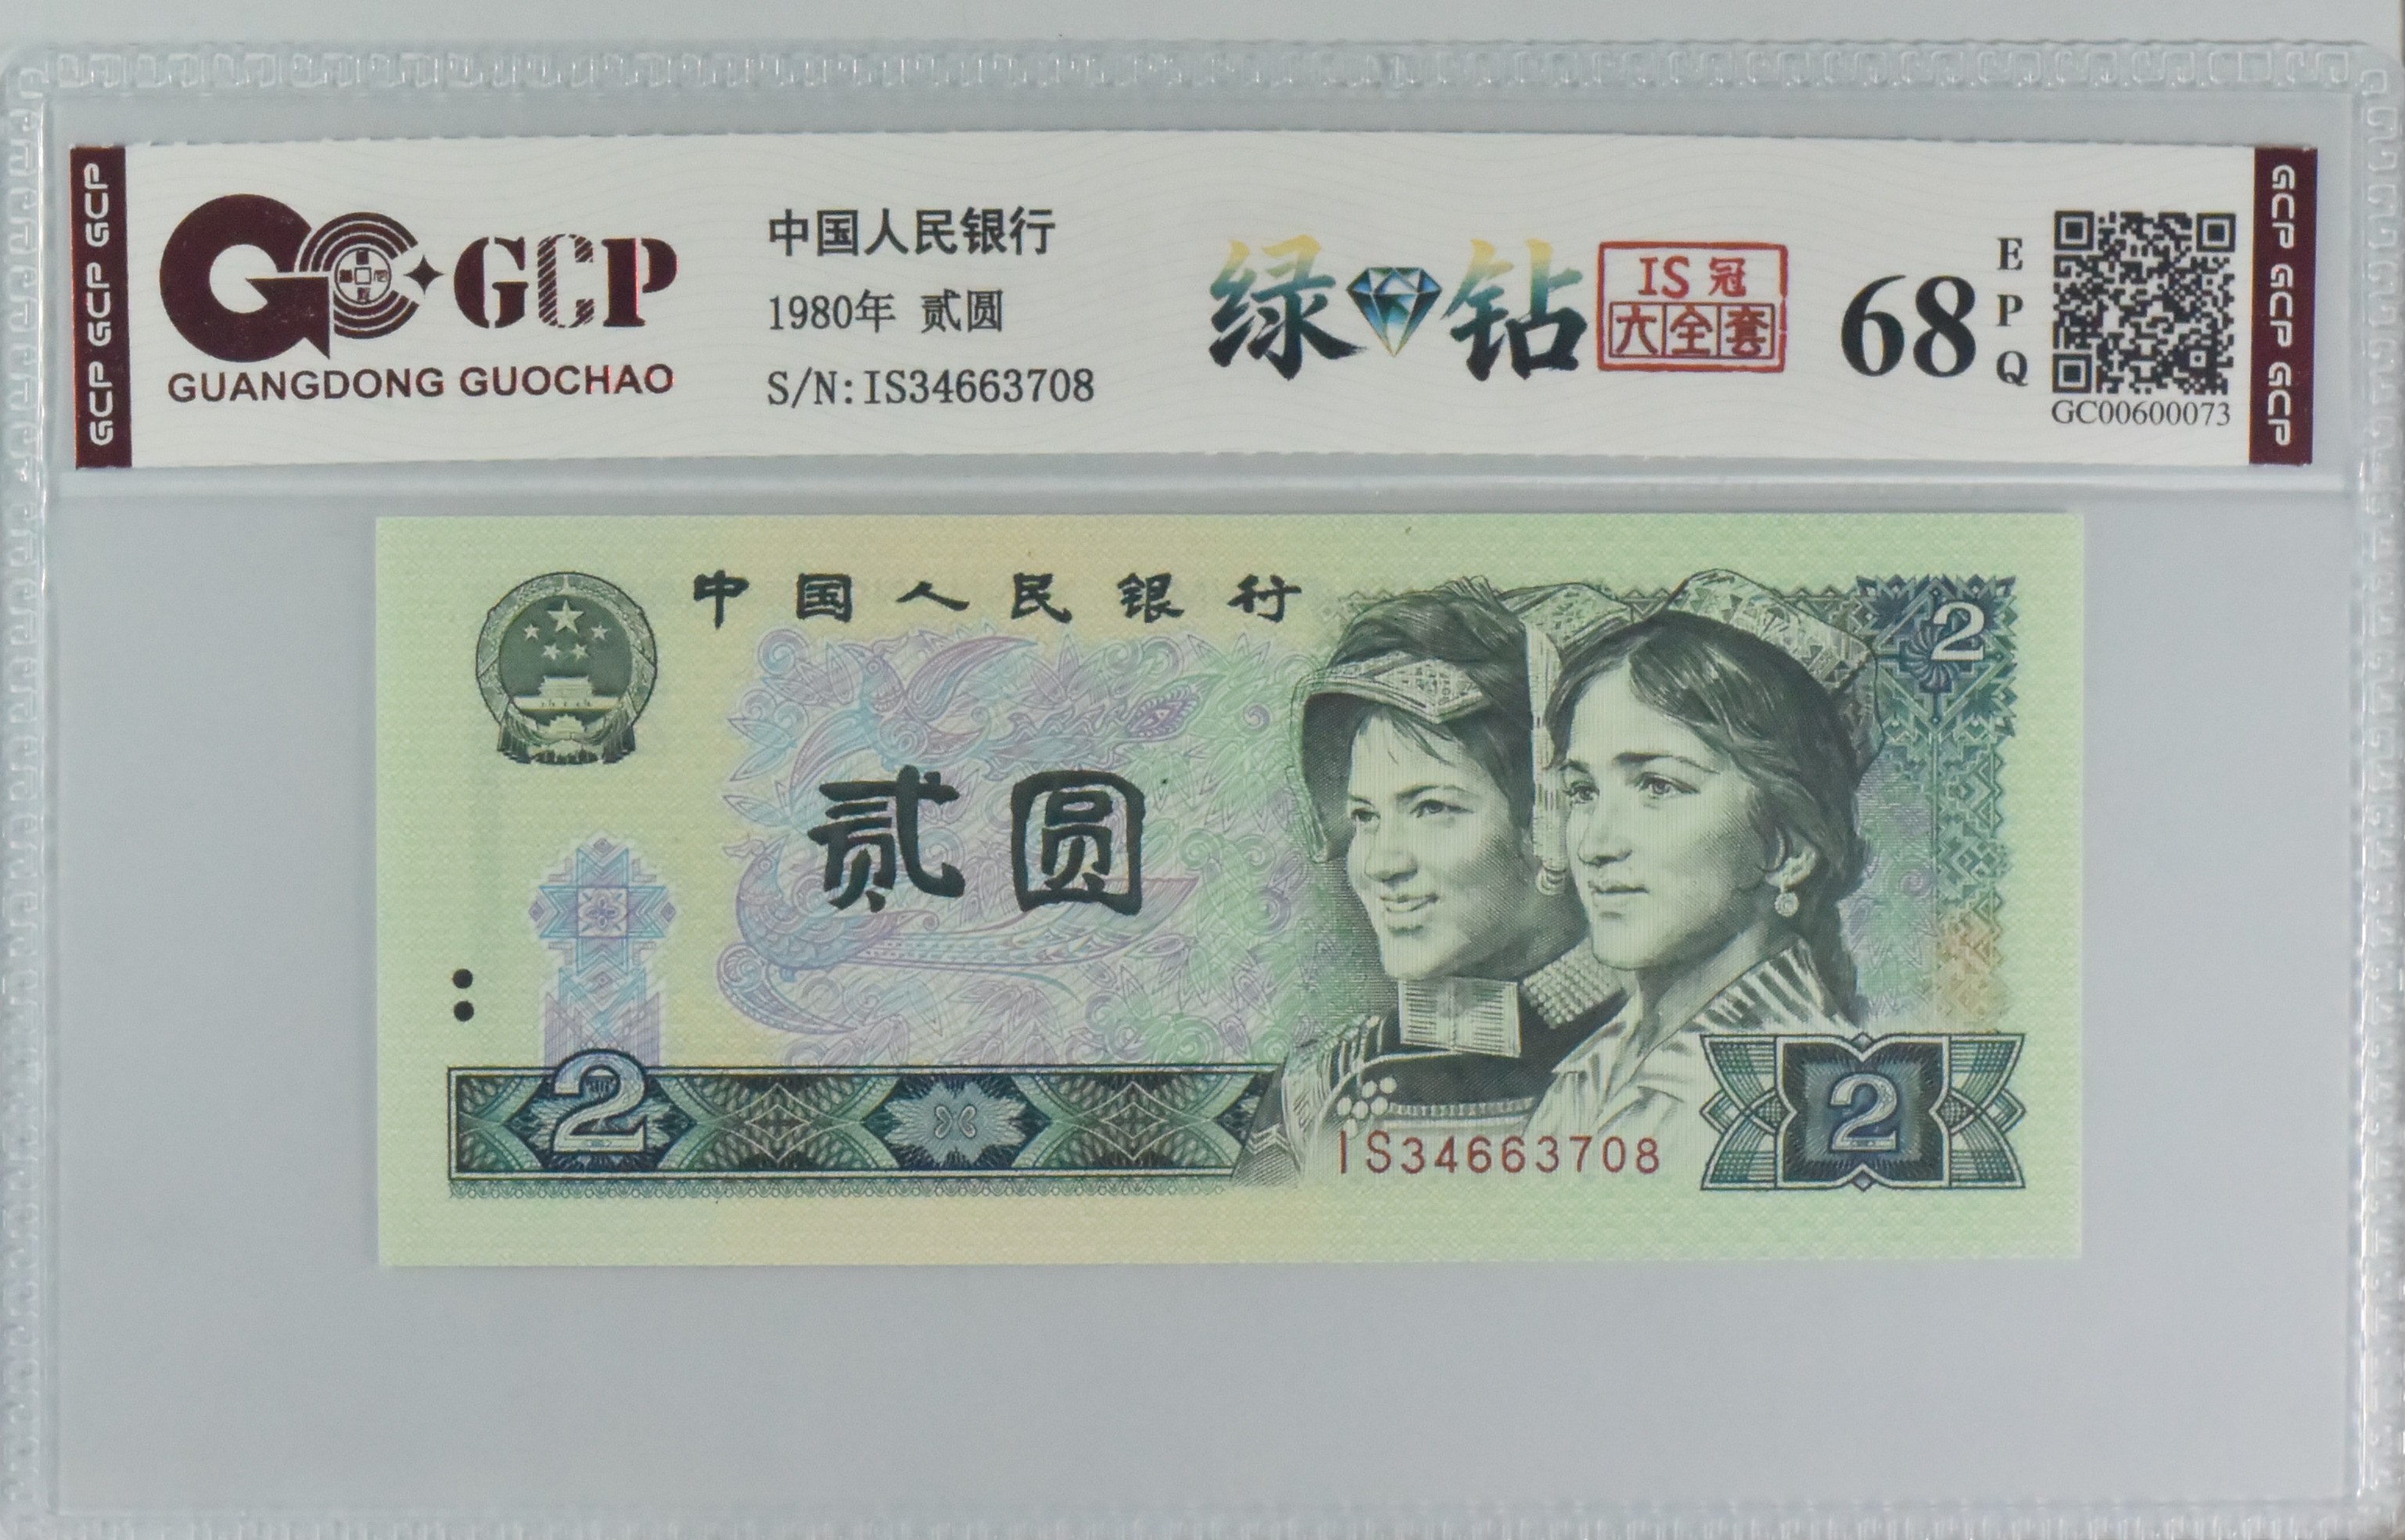 GCP GCP GCP
GCP
GUANGDONG GUOCHAO
中国人民银行
1980年 贰圆
S/N:IS34663708
绿钻
IS冠
大全套
68
EPQ
GC00600073
GCP GCP GCP
中国人民银行
2
贰圆
2
IS34663708
2